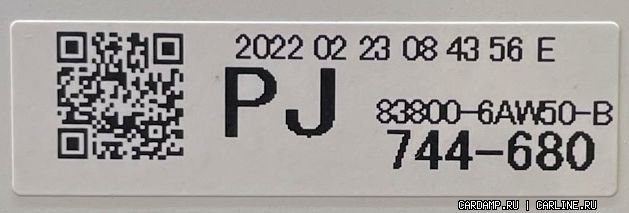 2022 02 23 08 43 56 E
PJ
83800-6AW50-B
744-680
CARDAMP.RU | CARLINE.RU